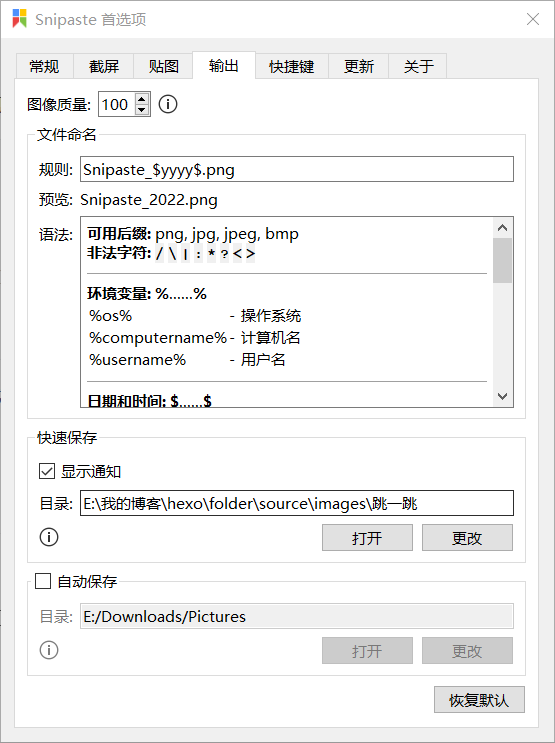 Snipaste 首选项
常规 截屏 贴图 输出 快捷键 更新 关于
图像质量: 100
文件命名
规则: Snipaste_$yyyy$.png
预览: Snipaste_2022.png
语法: 可用后缀: png, jpg, jpeg, bmp
非法字符: / \ | : * ? < >
环境变量: %......%
%os% - 操作系统
%computername% - 计算机名
%username% - 用户名
日期和时间: $......$
快速保存
显示通知
目录: E:\我的博客\hexo\folder\source\images\跳一跳
打开 更改
自动保存
目录: E:/Downloads/Pictures
打开 更改
恢复默认